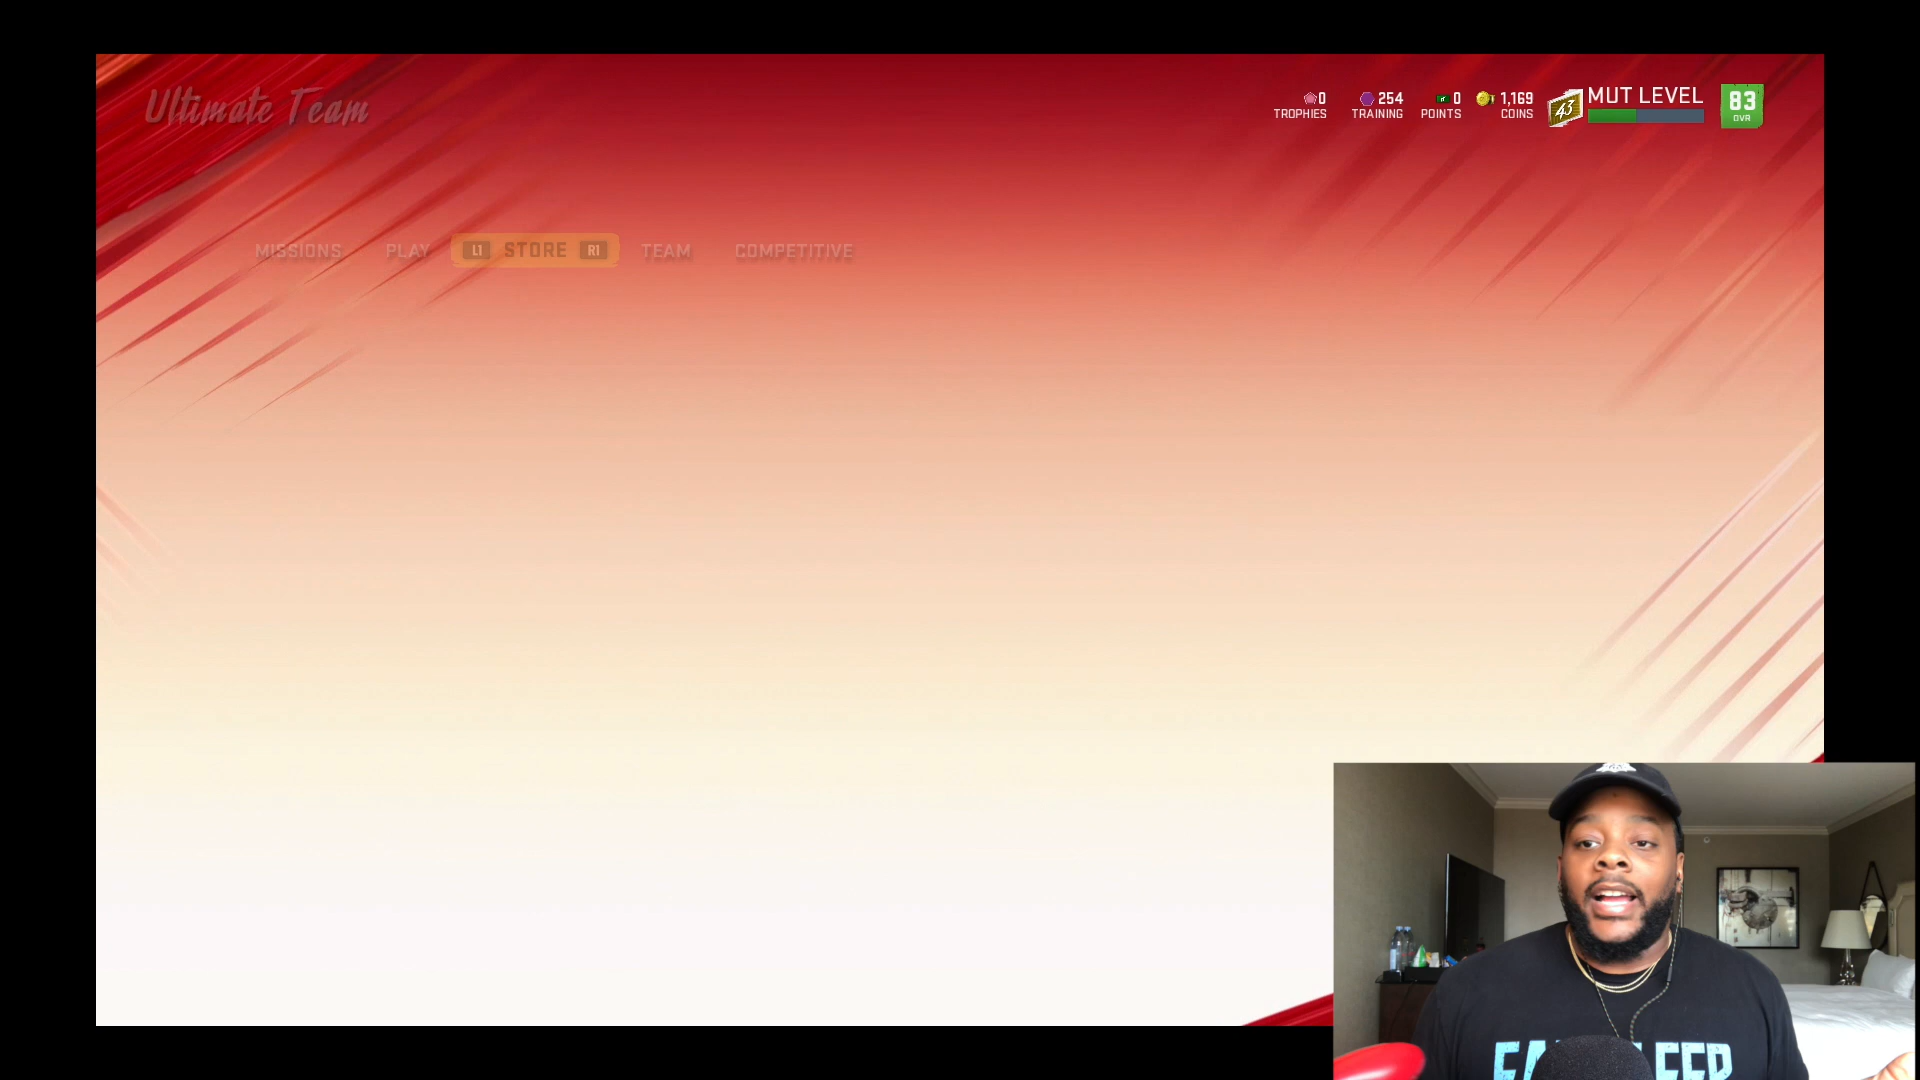 Ultimate Team
0 TROPHIES
254 TRAINING
0 POINTS
1,169 COINS
43
MUT LEVEL
83 OVR
MISSIONS PLAY L1 STORE R1 TEAM COMPETITIVE